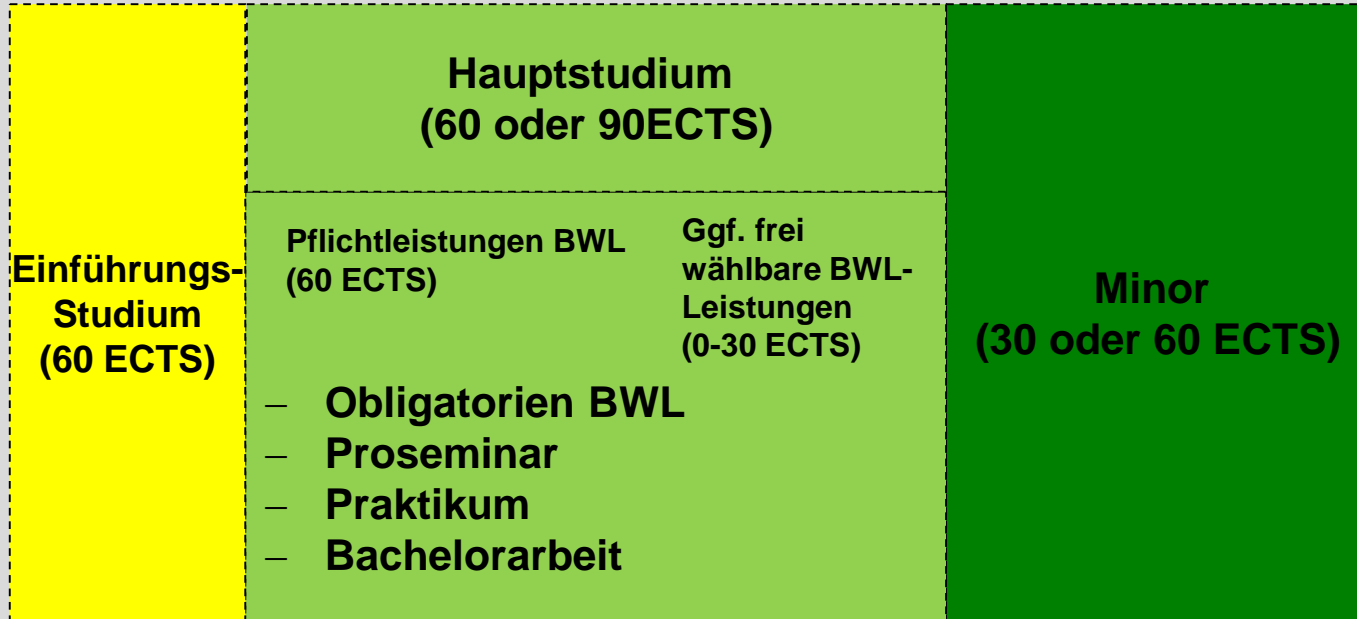 Einführungs-
Studium
(60 ECTS)
Hauptstudium
(60 oder 90ECTS)
Pflichtleistungen BWL
(60 ECTS)
Ggf. frei
wählbare BWL-
Leistungen
(0-30 ECTS)
– Obligatorien BWL
– Proseminar
– Praktikum
– Bachelorarbeit
Minor
(30 oder 60 ECTS)